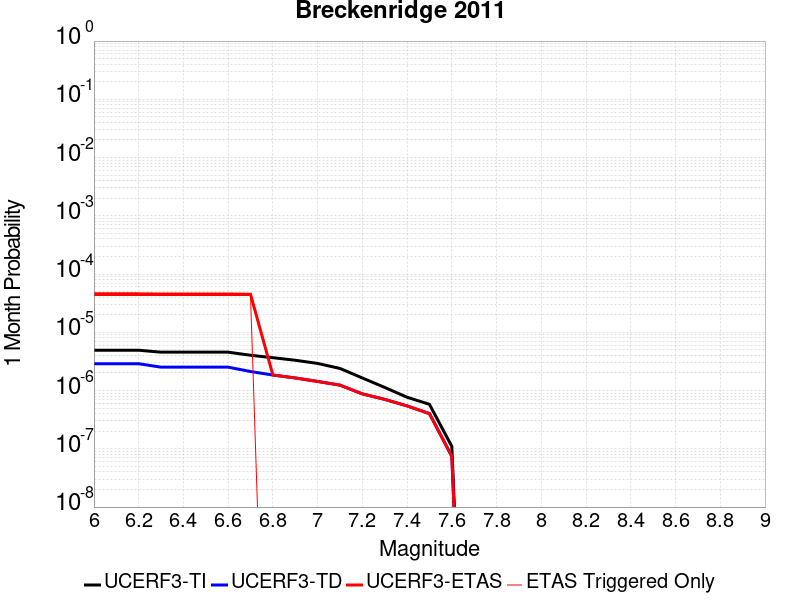 Breckenridge 2011
1 Month Probability
10^0
10^-1
10^-2
10^-3
10^-4
10^-5
10^-6
10^-7
10^-8
6 6.2 6.4 6.6 6.8 7 7.2 7.4 7.6 7.8 8 8.2 8.4 8.6 8.8 9
Magnitude
UCERF3-TI UCERF3-TD UCERF3-ETAS ETAS Triggered Only